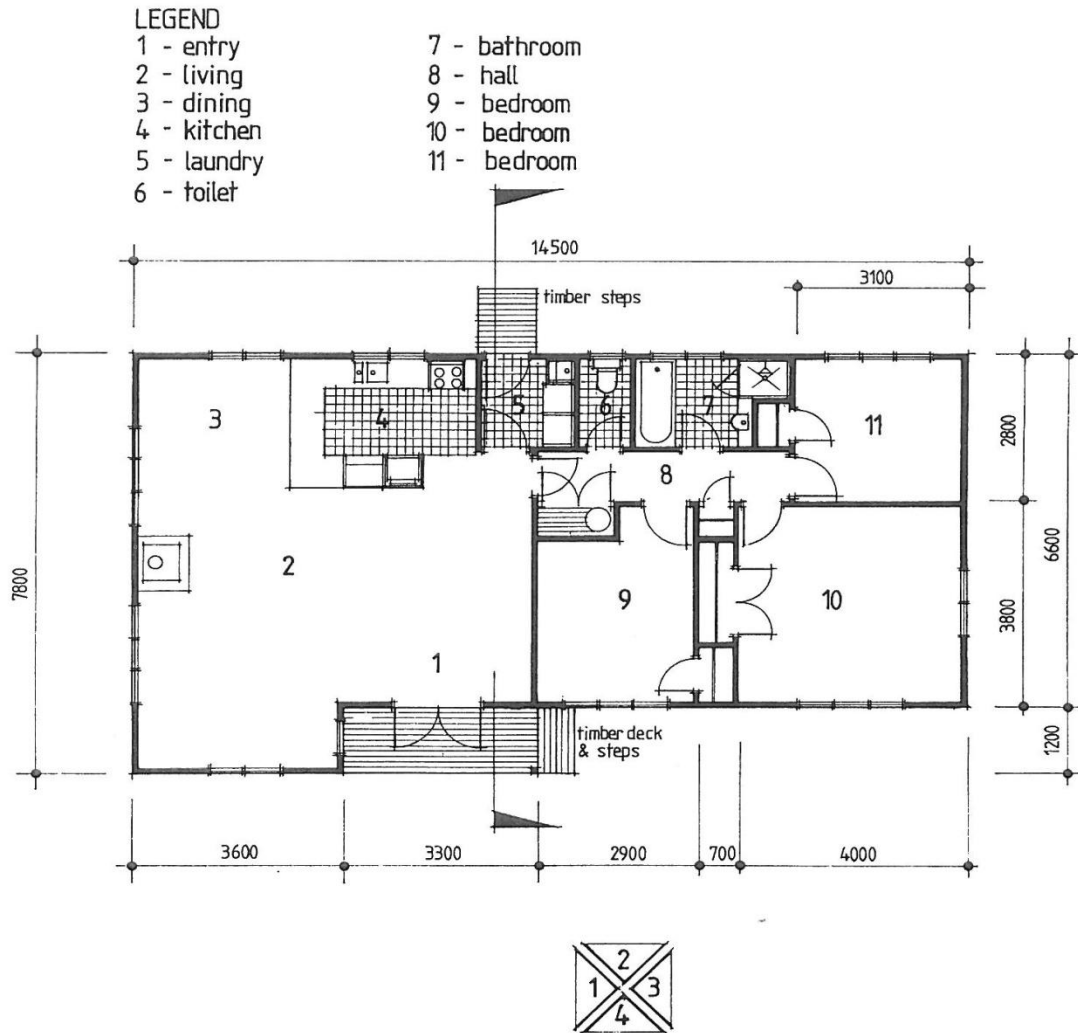 LEGEND
1 - entry
2 - living
3 - dining
4 - kitchen
5 - laundry
6 - toilet
7 - bathroom
8 - hall
9 - bedroom
10 - bedroom
11 - bedroom
14500
3100
timber steps
3
4
5
6
7
11
8
2
9
10
1
timber deck
& steps
7800
2800
3800
6600
1200
3600
3300
2900
700
4000
2
1
3
4